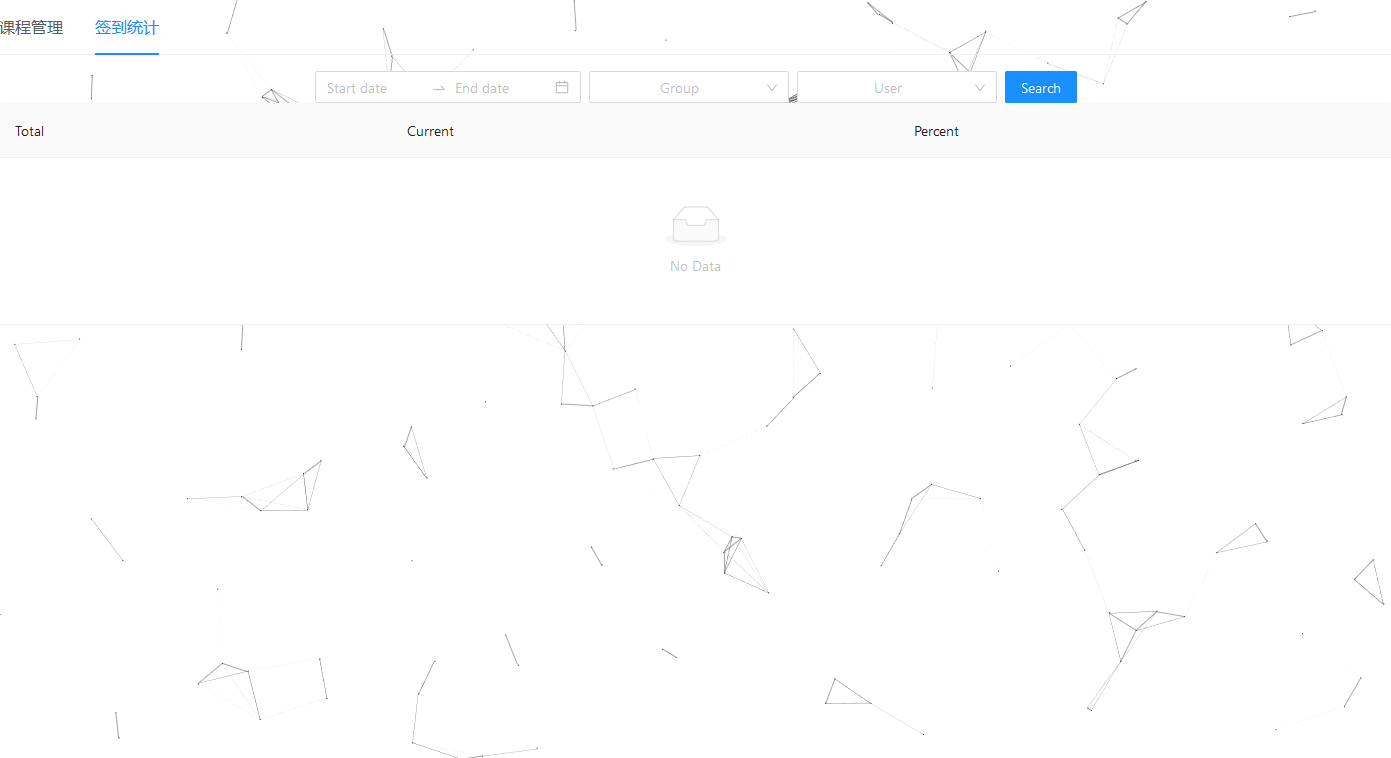 课程管理 签到统计
Start date → End date Group User Search
Total Current Percent
No Data